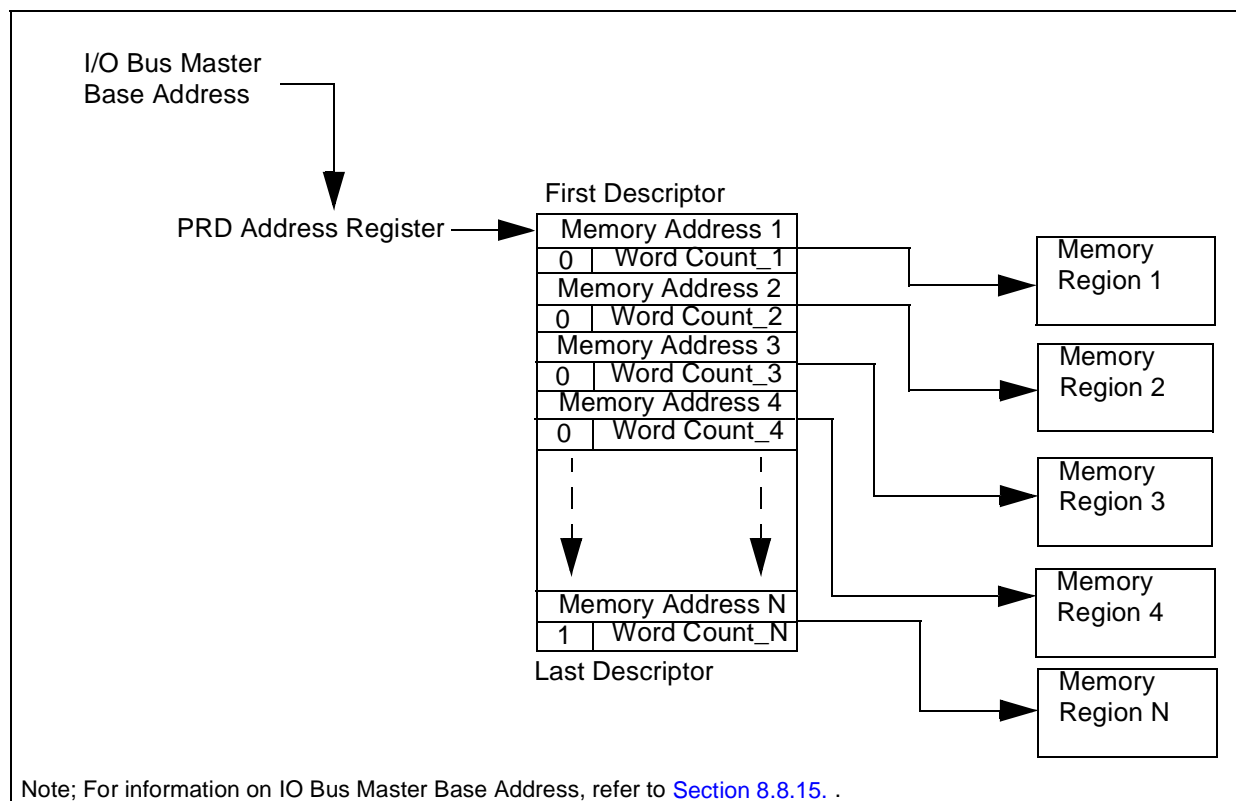 I/O Bus Master
Base Address
PRD Address Register
First Descriptor
Memory Address 1
0 Word Count_1
Memory Address 2
0 Word Count_2
Memory Address 3
0 Word Count_3
Memory Address 4
0 Word Count_4
Memory Address N
1 Word Count_N
Last Descriptor
Memory
Region 1
Memory
Region 2
Memory
Region 3
Memory
Region 4
Memory
Region N
Note; For information on IO Bus Master Base Address, refer to Section 8.8.15. .